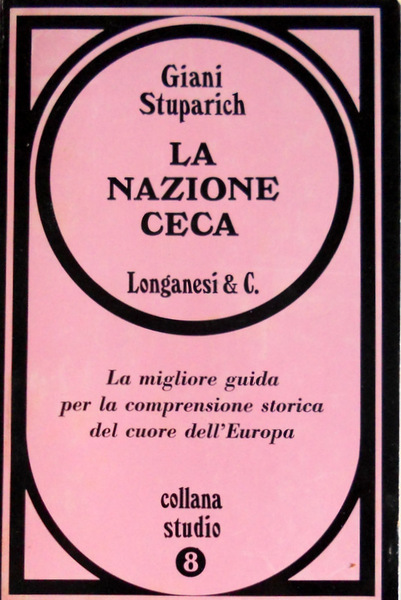 Giani
Stuparich
LA
NAZIONE
CECA
Longanesi & C.
La migliore guida
per la comprensione storica
del cuore dell'Europa
collana
studio
8